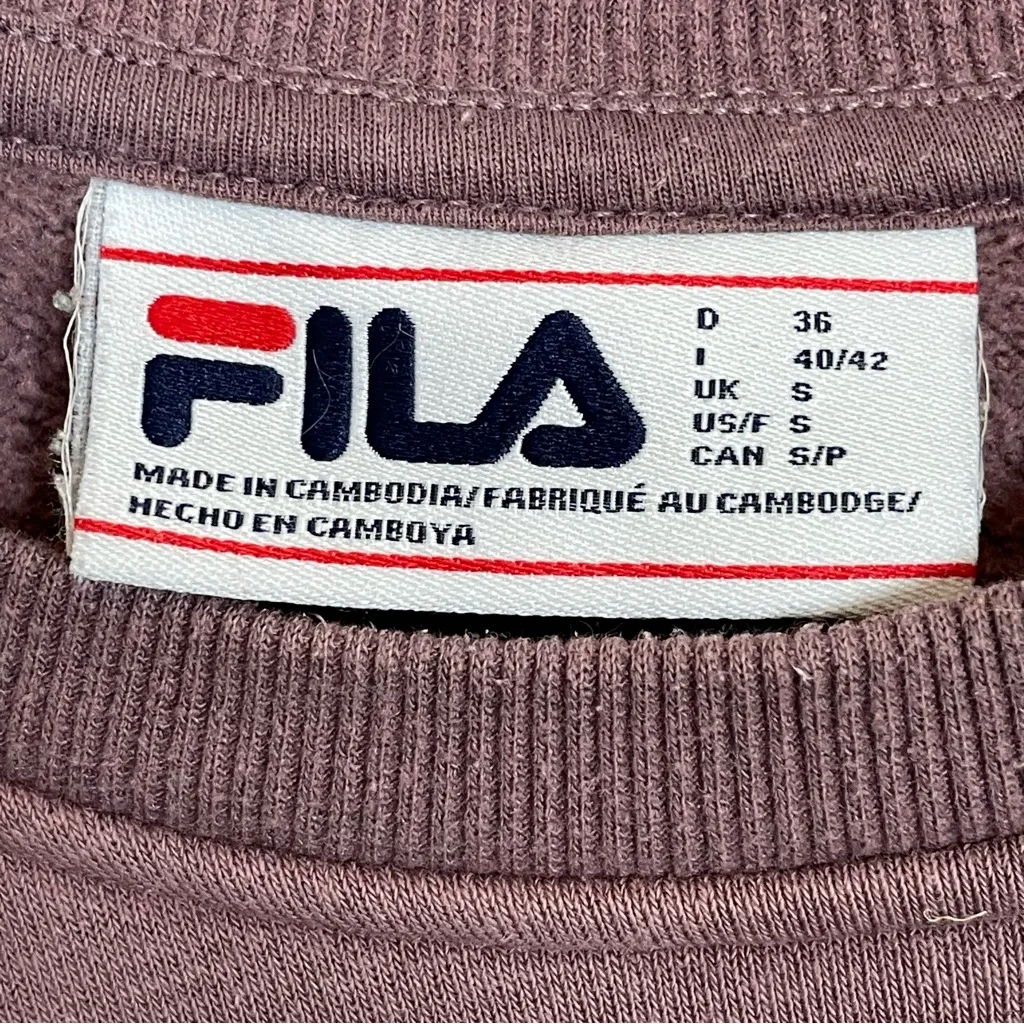 FILA
D 36
I 40/42
UK S
US/F S
CAN S/P
MADE IN CAMBODIA/FABRIQUÉ AU CAMBODGE/
HECHO EN CAMBOYA